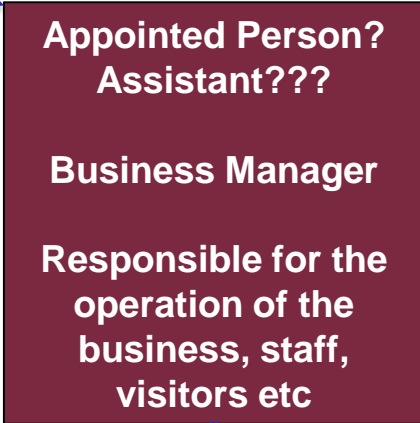 Appointed Person?
Assistant???
Business Manager
Responsible for the
operation of the
business, staff,
visitors etc